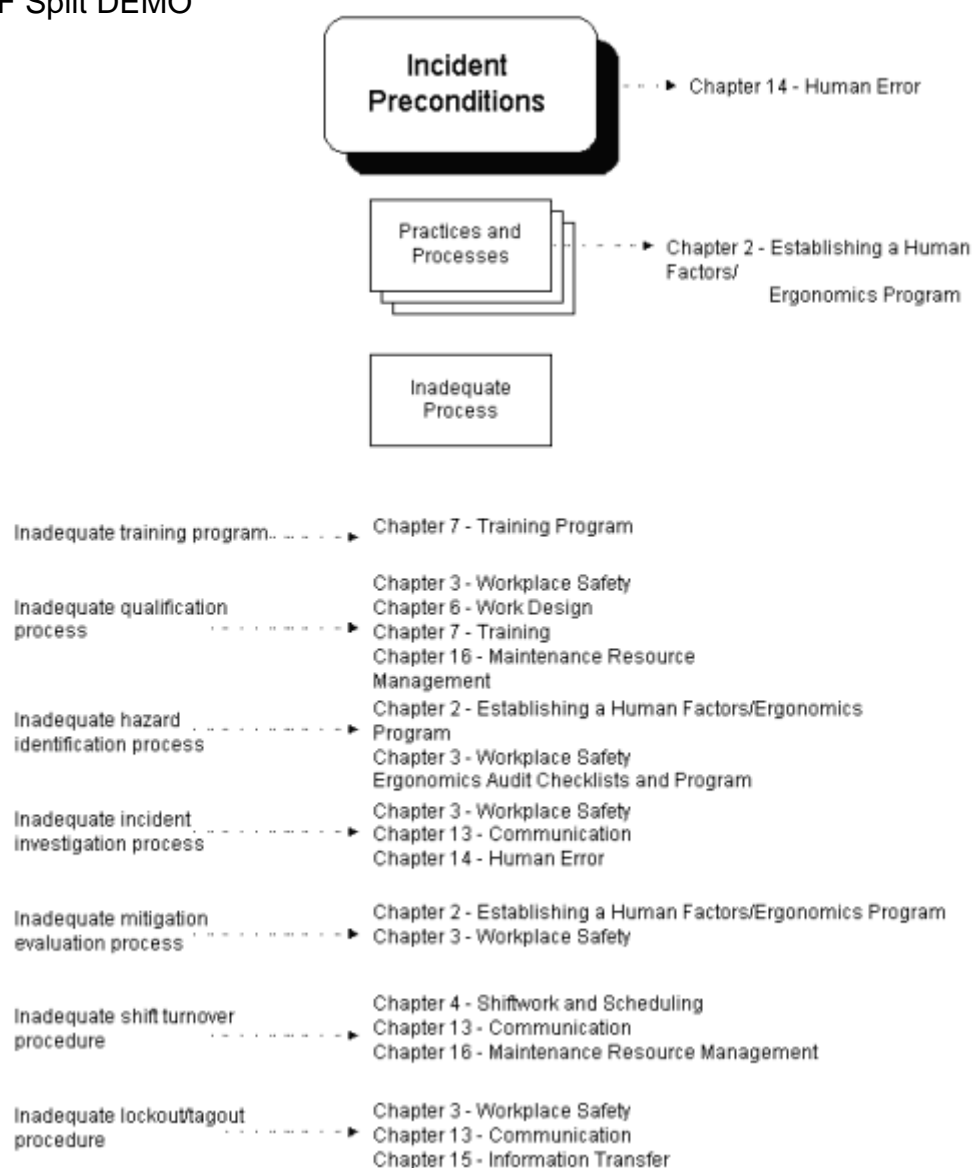 F Split DEMO
Incident
Preconditions
Chapter 14 - Human Error
Practices and
Processes
Chapter 2 - Establishing a Human
Factors/
Ergonomics Program
Inadequate
Process
Inadequate training program
Chapter 7 - Training Program
Inadequate qualification
process
Chapter 3 - Workplace Safety
Chapter 6 - Work Design
Chapter 7 - Training
Chapter 16 - Maintenance Resource
Management
Inadequate hazard
identification process
Chapter 2 - Establishing a Human Factors/Ergonomics
Program
Chapter 3 - Workplace Safety
Ergonomics Audit Checklists and Program
Inadequate incident
investigation process
Chapter 3 - Workplace Safety
Chapter 13 - Communication
Chapter 14 - Human Error
Inadequate mitigation
evaluation process
Chapter 2 - Establishing a Human Factors/Ergonomics Program
Chapter 3 - Workplace Safety
Inadequate shift turnover
procedure
Chapter 4 - Shiftwork and Scheduling
Chapter 13 - Communication
Chapter 16 - Maintenance Resource Management
Inadequate lockout/tagout
procedure
Chapter 3 - Workplace Safety
Chapter 13 - Communication
Chapter 15 - Information Transfer